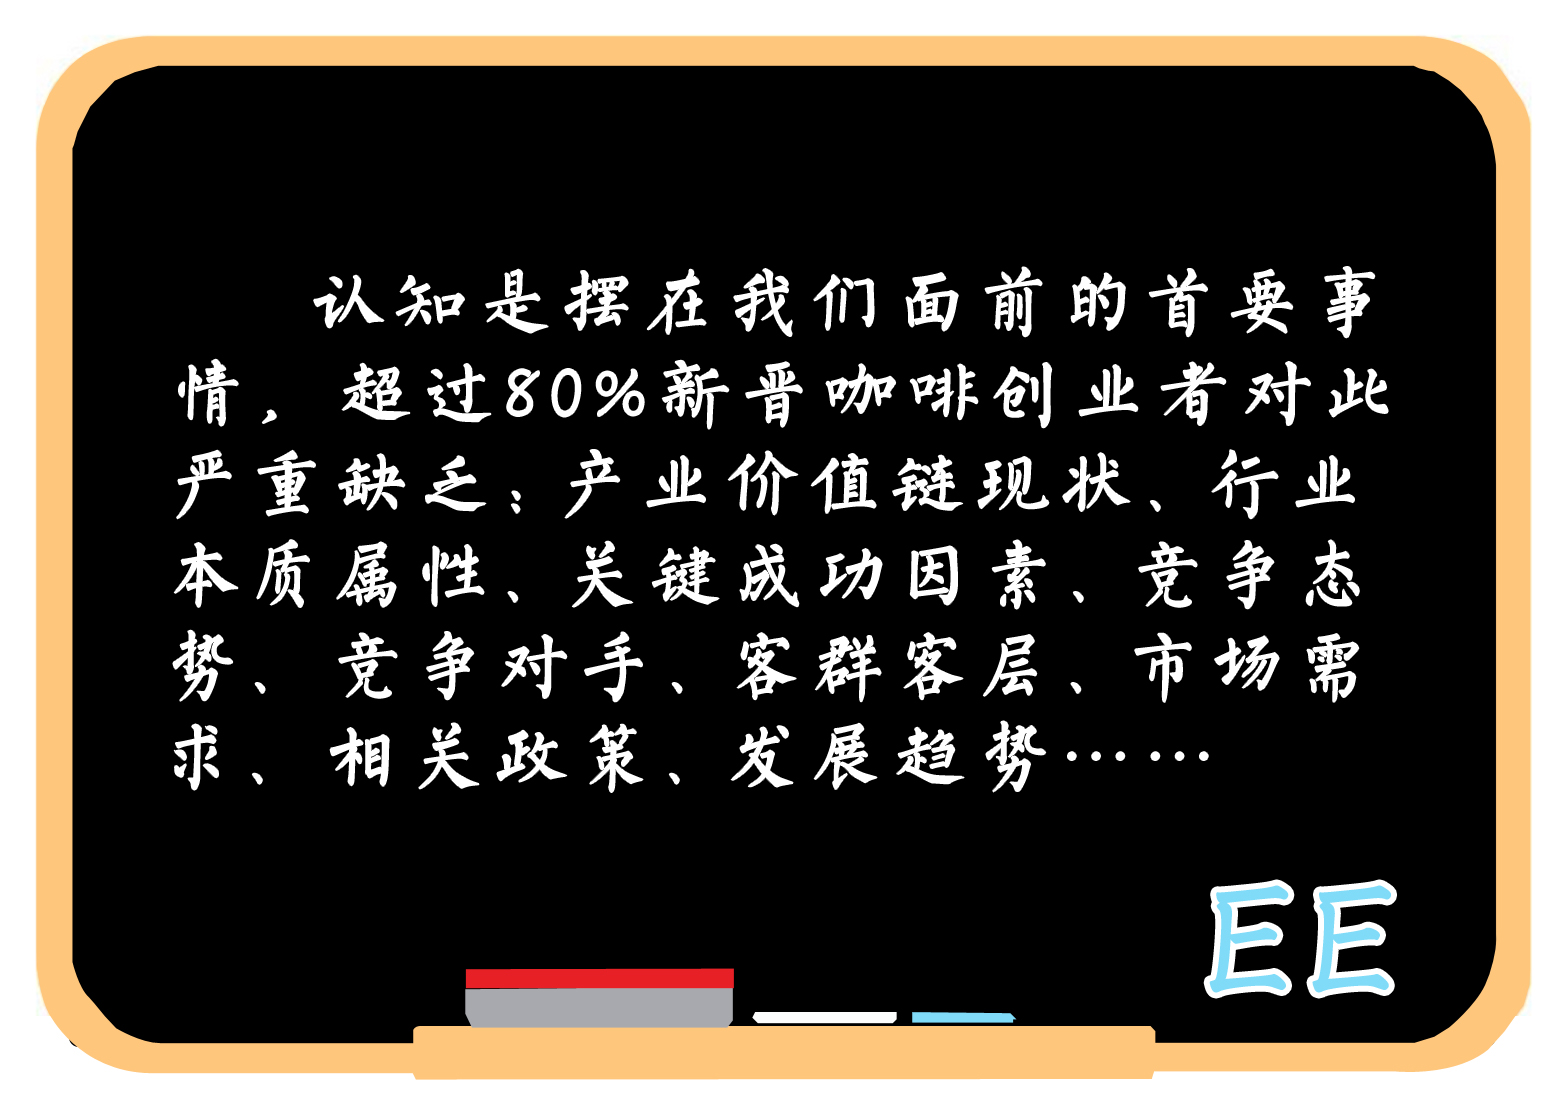 认知是摆在我们面前的首要事
情，超过80%新晋咖啡创业者对此
严重缺乏；产业价值链现状、行业
本质属性、关键成功因素、竞争态
势、竞争对手、客群客层、市场需
求、相关政策、发展趋势……
EE